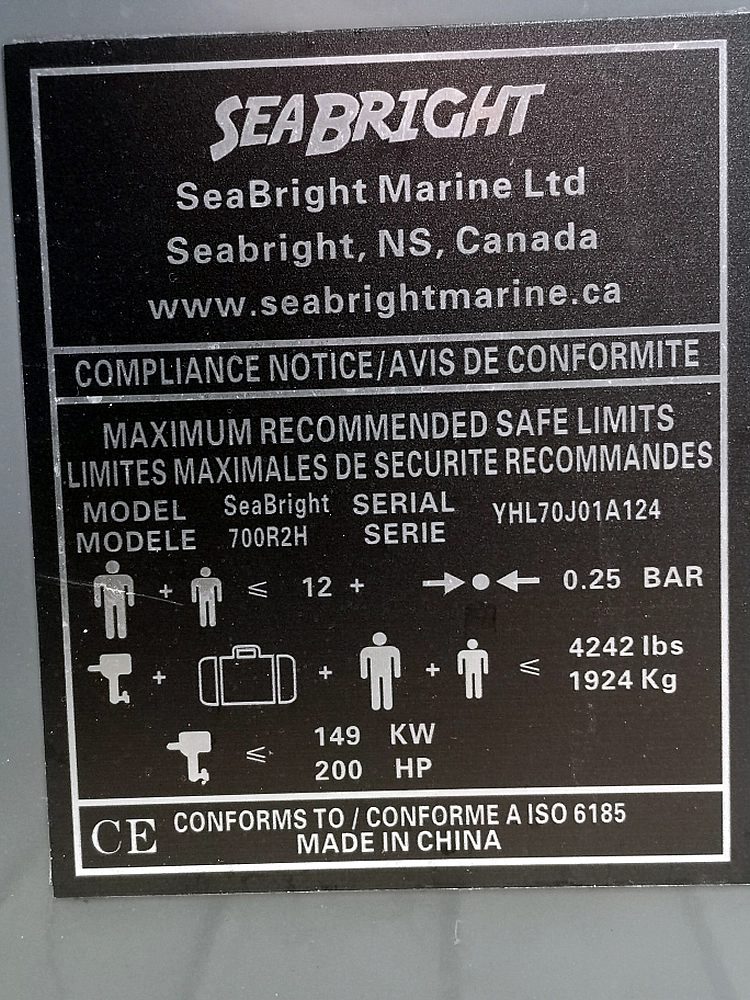 SEABRIGHT
SeaBright Marine Ltd
Seabright, NS, Canada
www.seabrightmarine.ca
COMPLIANCE NOTICE/AVIS DE CONFORMITE
MAXIMUM RECOMMENDED SAFE LIMITS
LIMITES MAXIMALES DE SECURITE RECOMMANDES
MODEL SeaBright SERIAL YHL70J01A124
MODELE 700R2H SERIE
+ ≤ 12 + 0.25 BAR
+ + + ≤ 4242 lbs
1924 Kg
≤ 149 KW
200 HP
CE CONFORMS TO / CONFORME A ISO 6185
MADE IN CHINA